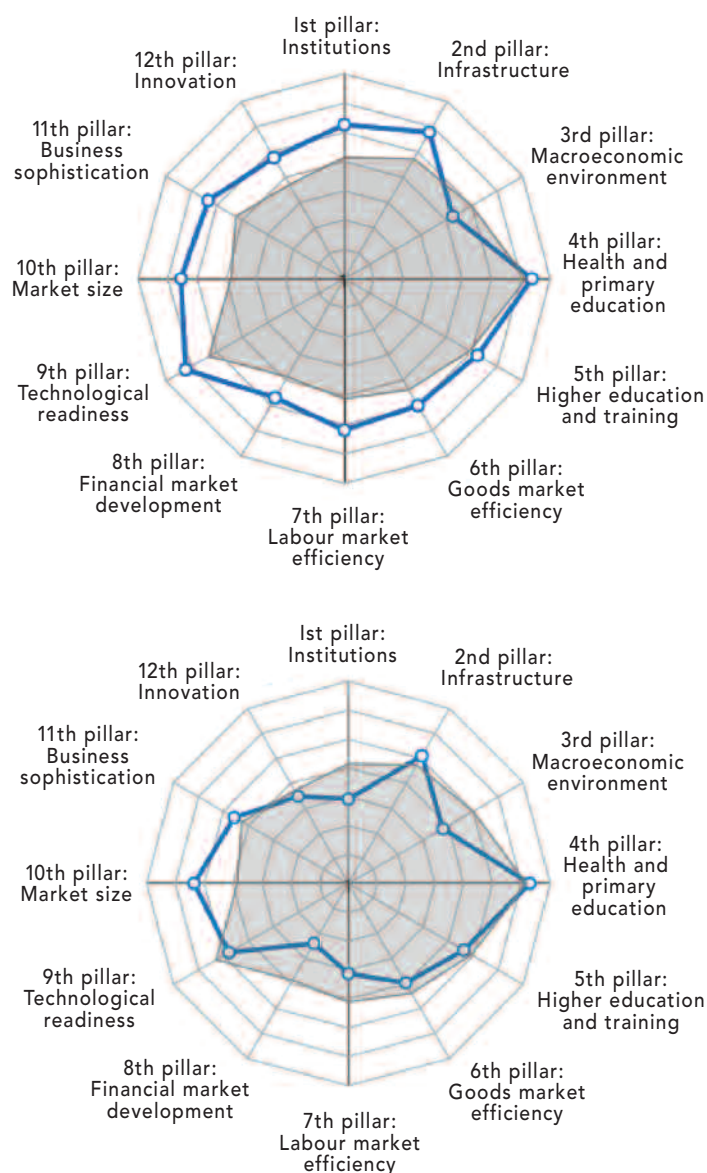 1st pillar:
Institutions
2nd pillar:
Infrastructure
3rd pillar:
Macroeconomic
environment
4th pillar:
Health and
primary
education
5th pillar:
Higher education
and training
6th pillar:
Goods market
efficiency
7th pillar:
Labour market
efficiency
8th pillar:
Financial market
development
9th pillar:
Technological
readiness
10th pillar:
Market size
11th pillar:
Business
sophistication
12th pillar:
Innovation
1st pillar:
Institutions
2nd pillar:
Infrastructure
3rd pillar:
Macroeconomic
environment
4th pillar:
Health and
primary
education
5th pillar:
Higher education
and training
6th pillar:
Goods market
efficiency
7th pillar:
Labour market
efficiency
8th pillar:
Financial market
development
9th pillar:
Technological
readiness
10th pillar:
Market size
11th pillar:
Business
sophistication
12th pillar:
Innovation